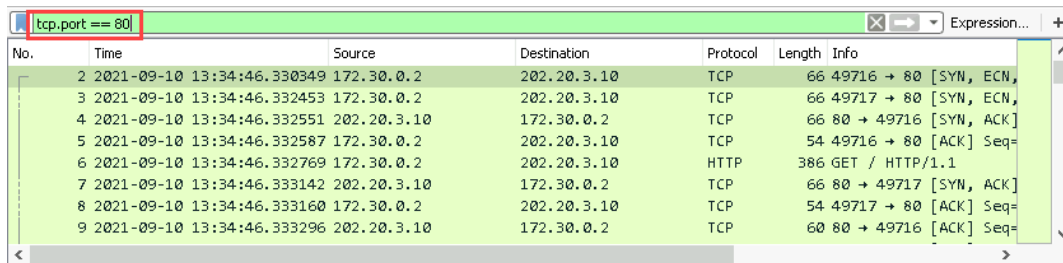 tcp.port == 80 Expression... +
No. Time Source Destination Protocol Length Info
2 2021-09-10 13:34:46.330349 172.30.0.2 202.20.3.10 TCP 66 49716 → 80 [SYN, ECN,
3 2021-09-10 13:34:46.332453 172.30.0.2 202.20.3.10 TCP 66 49717 → 80 [SYN, ECN,
4 2021-09-10 13:34:46.332551 202.20.3.10 172.30.0.2 TCP 66 80 → 49716 [SYN, ACK]
5 2021-09-10 13:34:46.332587 172.30.0.2 202.20.3.10 TCP 54 49716 → 80 [ACK] Seq=
6 2021-09-10 13:34:46.332769 172.30.0.2 202.20.3.10 HTTP 386 GET / HTTP/1.1
7 2021-09-10 13:34:46.333142 202.20.3.10 172.30.0.2 TCP 66 80 → 49717 [SYN, ACK]
8 2021-09-10 13:34:46.333160 172.30.0.2 202.20.3.10 TCP 54 49717 → 80 [ACK] Seq=
9 2021-09-10 13:34:46.333296 202.20.3.10 172.30.0.2 TCP 60 80 → 49716 [ACK] Seq=